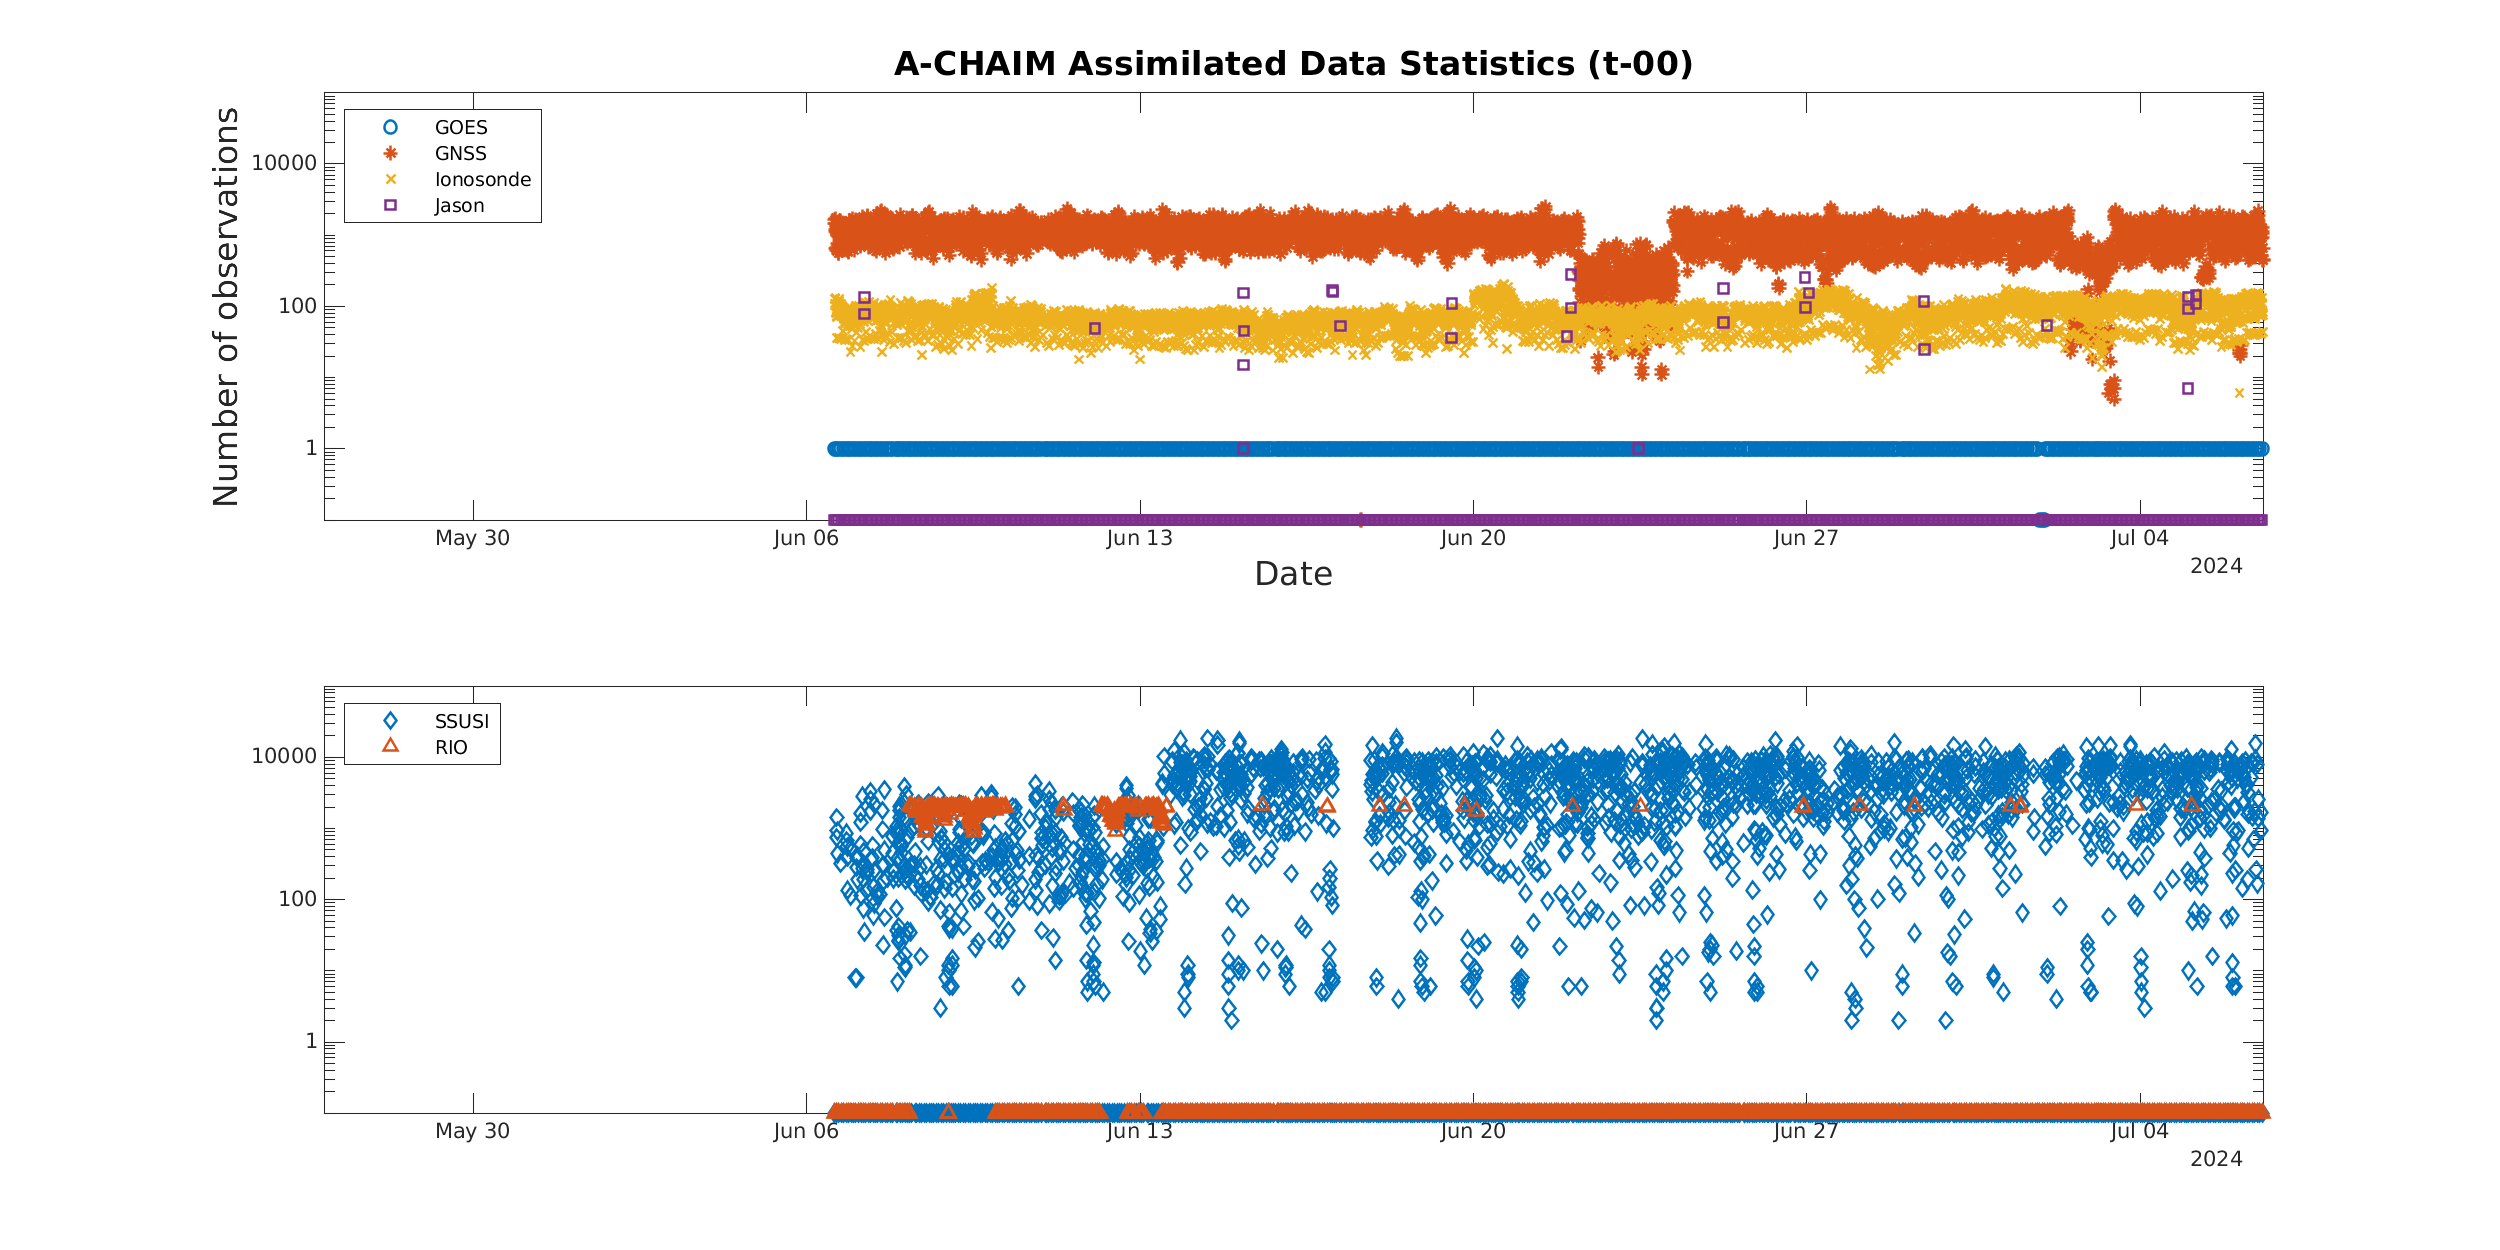 A-CHAIM Assimilated Data Statistics (t-00)
Number of observations
10000
100
1
GOES
GNSS
Ionosonde
Jason
May 30
Jun 06
Jun 13
Jun 20
Jun 27
Jul 04
2024
Date
10000
100
1
SSUSI
RIO
May 30
Jun 06
Jun 13
Jun 20
Jun 27
Jul 04
2024